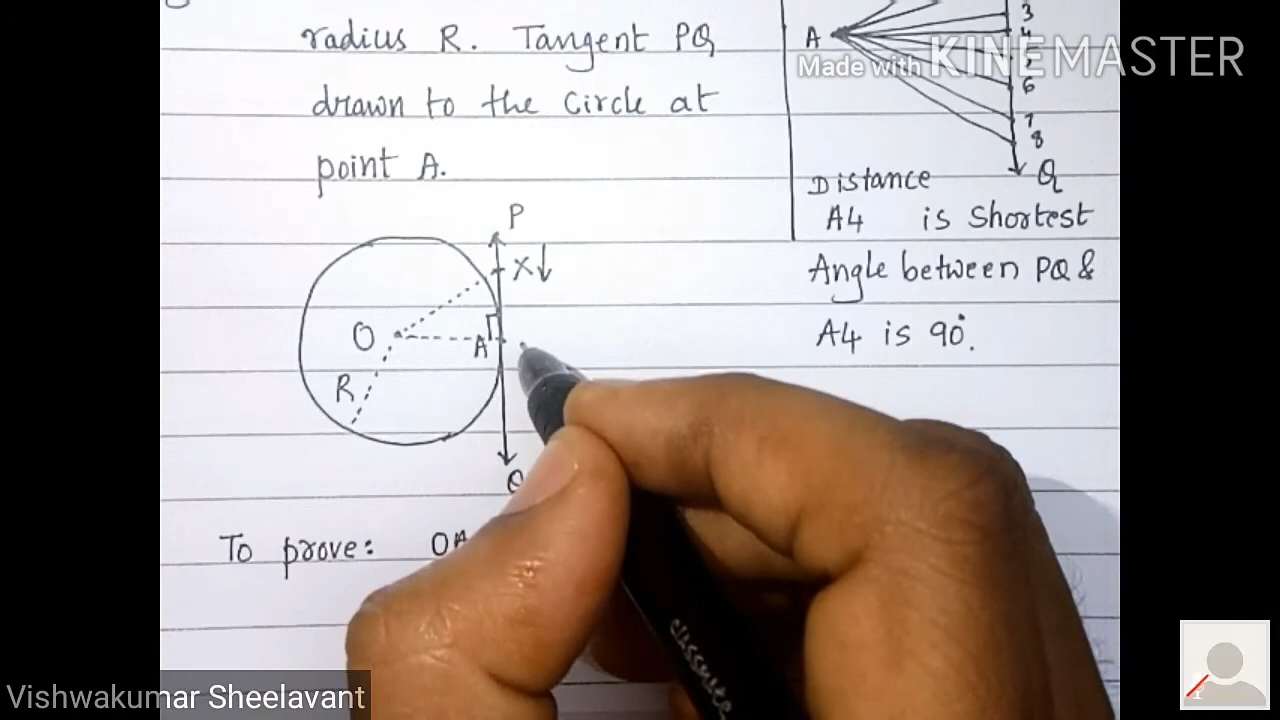 radius R. Tangent PQ
drawn to the Circle at
point A.
P
X
O
A
R
Q
To prove: OA
3
4
5
6
7
8
A
Q
Distance
A4 is Shortest
Angle between PQ &
A4 is 90°.
Made with KINEMASTER
classmate
Vishwakumar Sheelavant